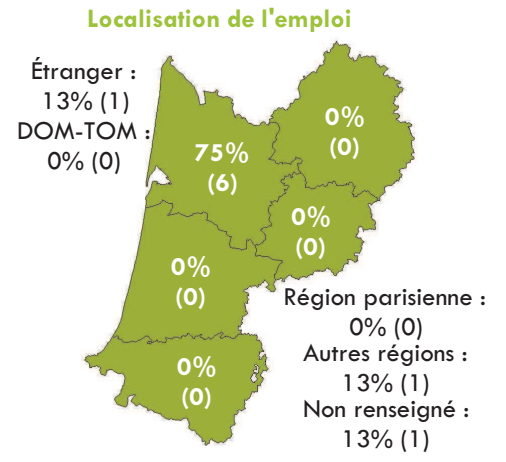 Localisation de l'emploi
Étranger :
13% (1)
DOM-TOM :
0% (0)
0%
(0)
75%
(6)
0%
(0)
0%
(0)
Région parisienne :
0% (0)
Autres régions :
13% (1)
Non renseigné :
13% (1)
0%
(0)